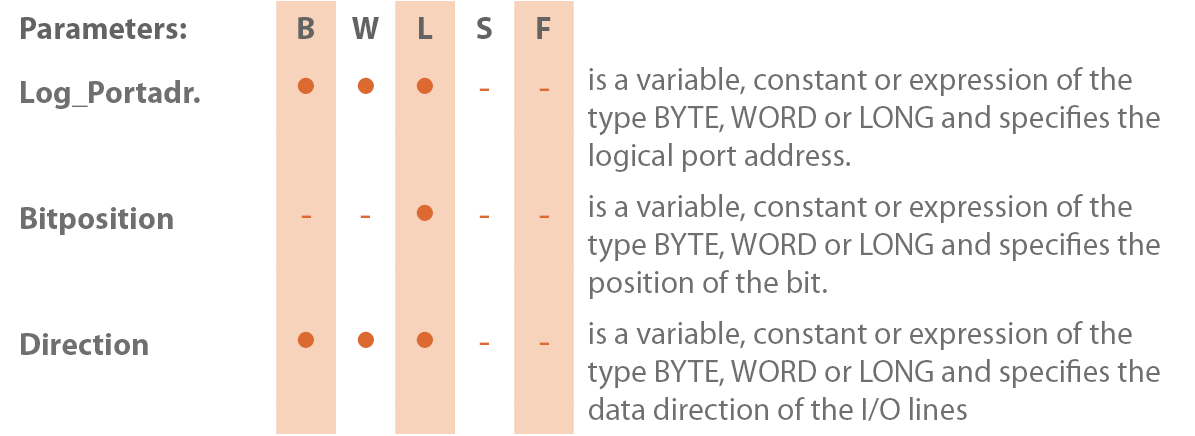 Parameters: B W L S F
Log_Portadr. ● ● ● - - is a variable, constant or expression of the
type BYTE, WORD or LONG and specifies the
logical port address.
Bitposition - - ● - - is a variable, constant or expression of the
type BYTE, WORD or LONG and specifies the
position of the bit.
Direction ● ● ● - - is a variable, constant or expression of the
type BYTE, WORD or LONG and specifies the
data direction of the I/O lines